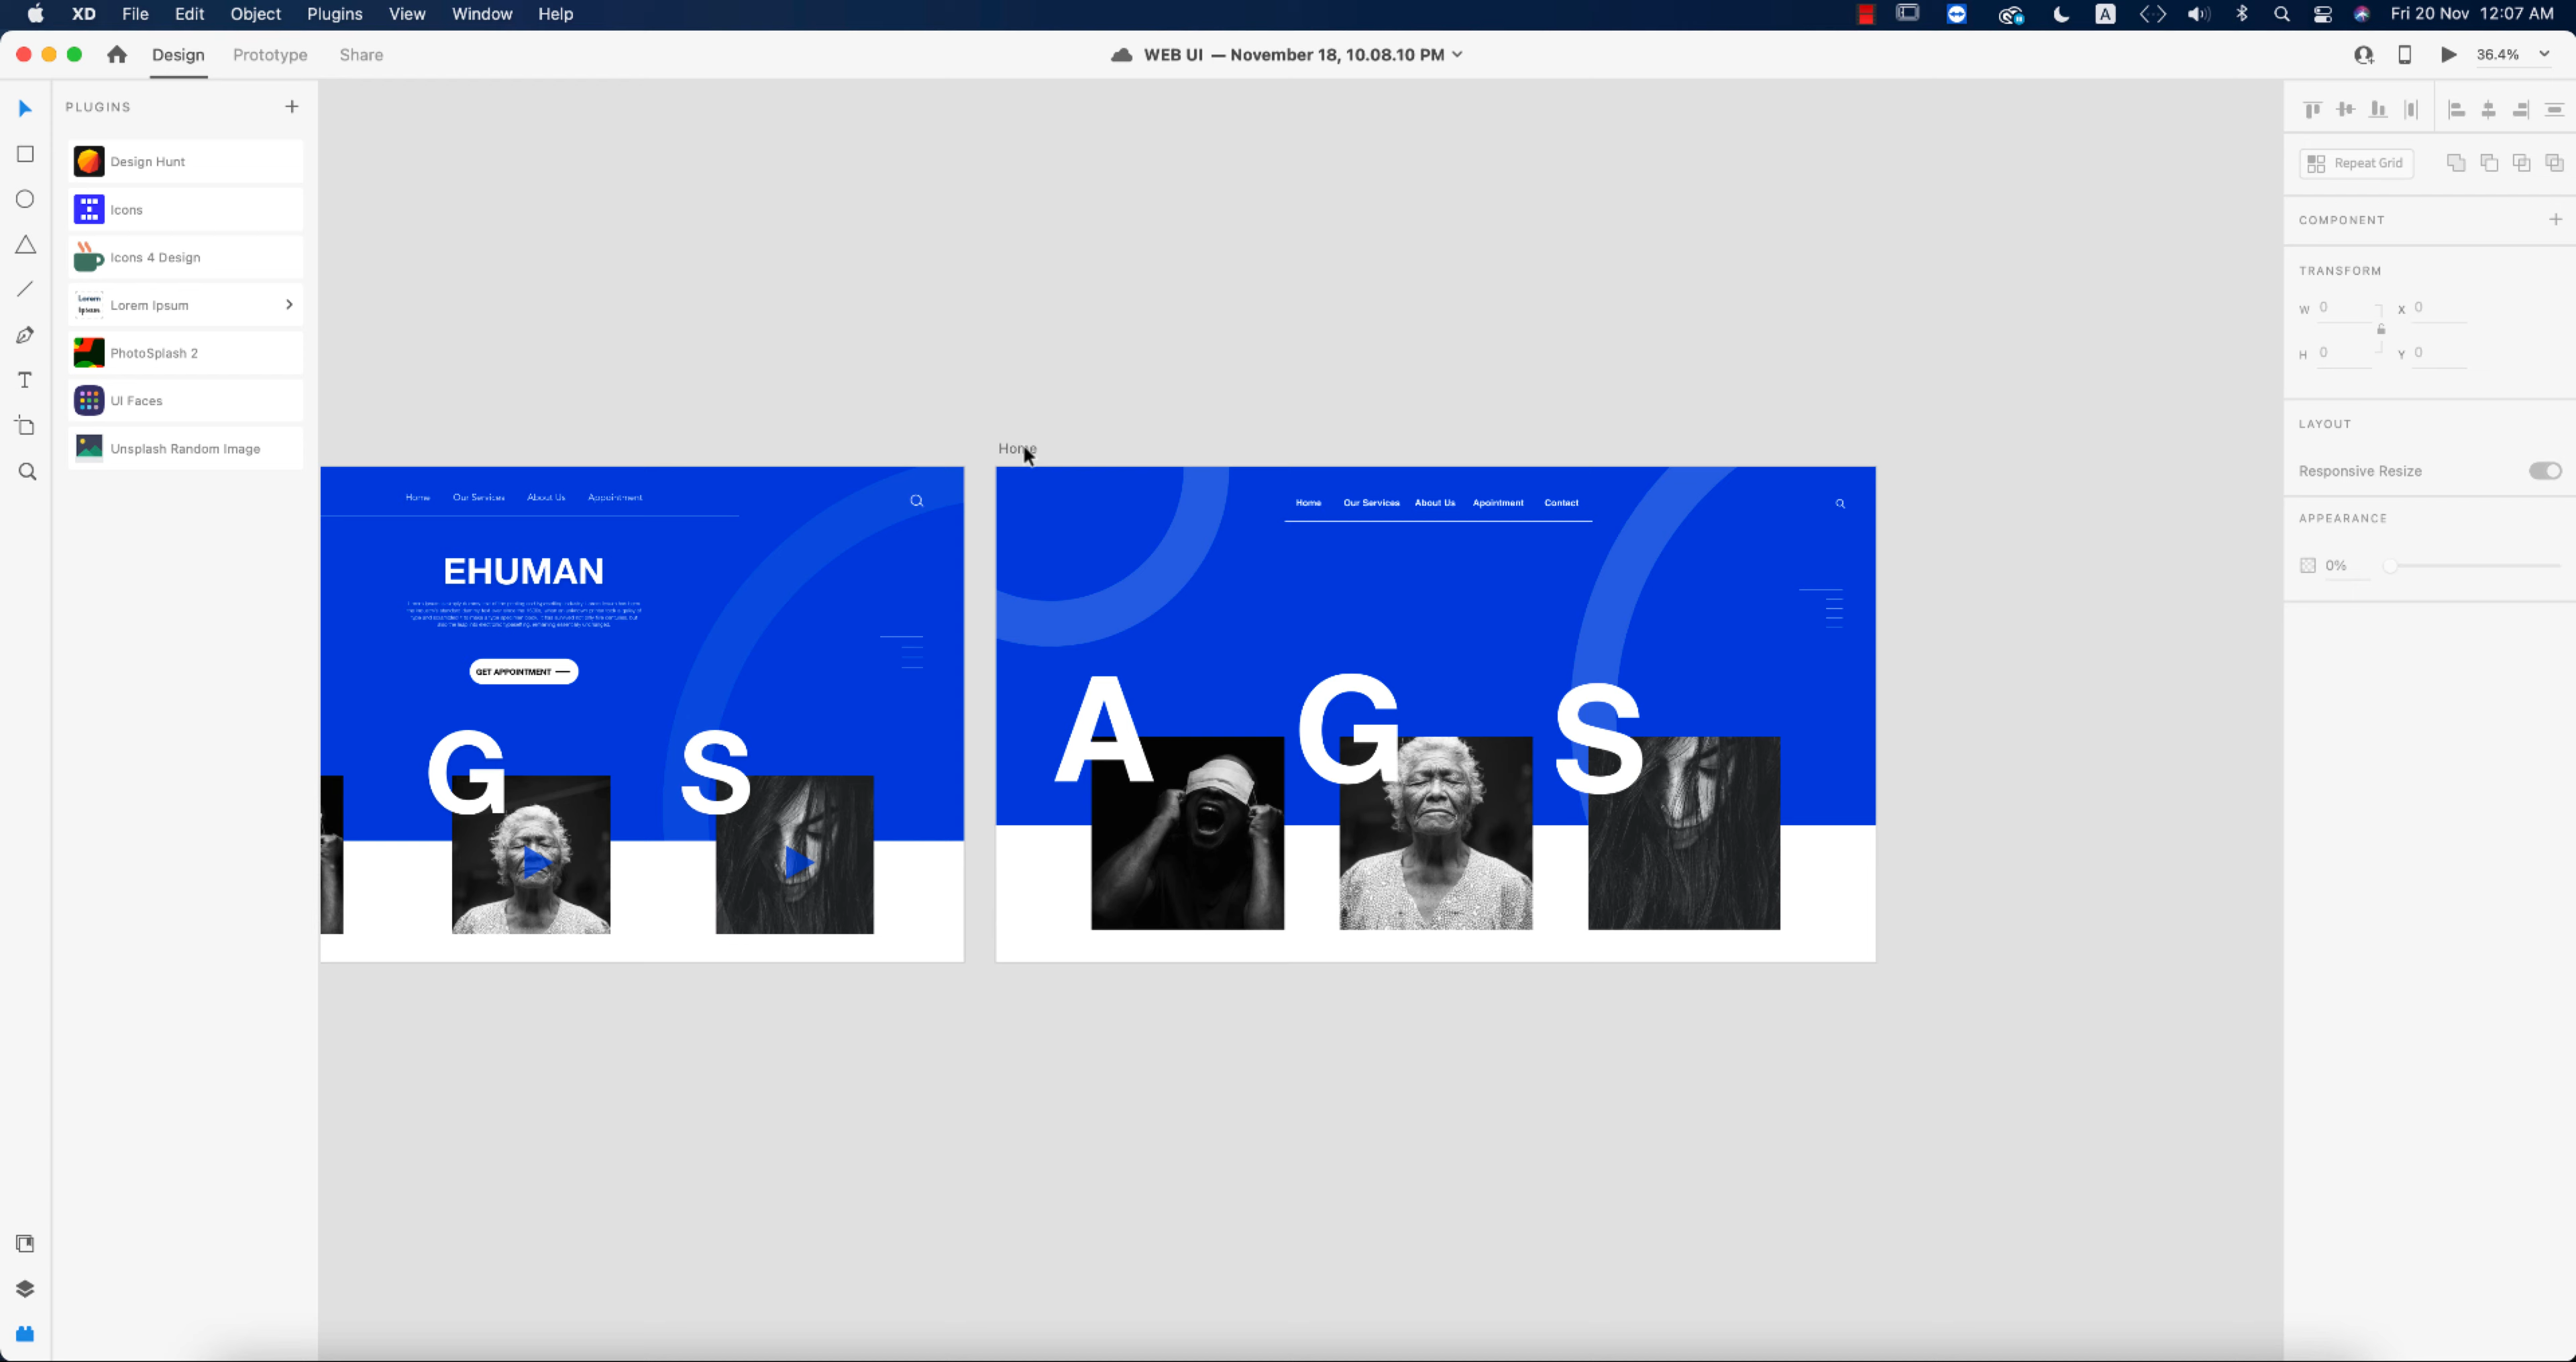 XD File Edit Object Plugins View Window Help
A Fri 20 Nov 12:07 AM
Design Prototype Share
WEB UI — November 18, 10.08.10 PM
36.4%
PLUGINS
Design Hunt
Icons
Icons 4 Design
Lorem Ipsum
Lorem Ipsum
PhotoSplash 2
UI Faces
Unsplash Random Image
Home Our Services About Us Appointment
EHUMAN
GET APPOINTMENT
G S
Home
Home Our Services About Us Apointment Contact
A G S
Repeat Grid
COMPONENT
TRANSFORM
W 0 X 0
H 0 Y 0
LAYOUT
Responsive Resize
APPEARANCE
0%